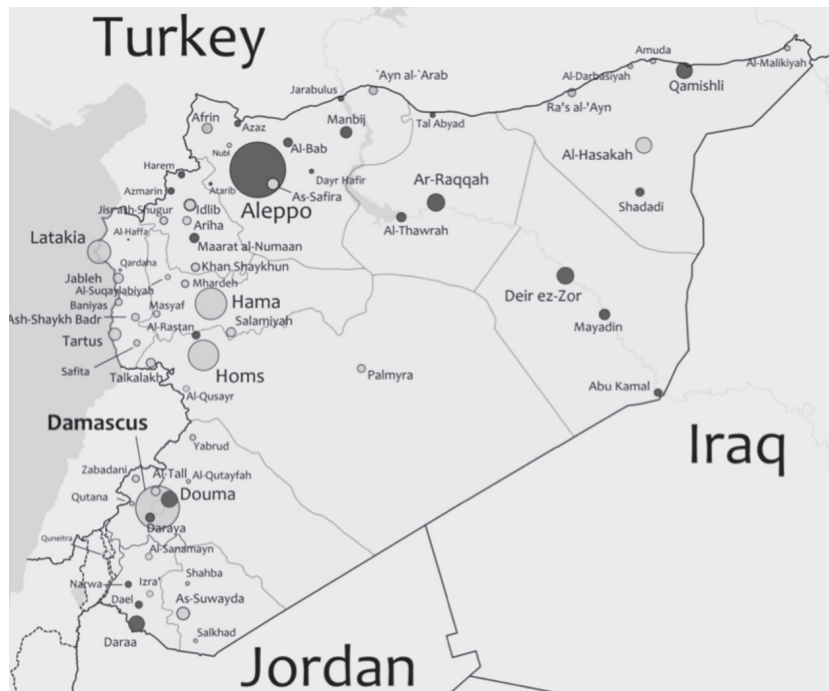 Turkey
Amuda
Al-Malikiyah
Al-Darbasiyah
Qamishli
`Ayn al-`Arab
Jarabulus
Ra's al-'Ayn
Afrin
Azaz
Manbij
Tal Abyad
Nubl
Al-Bab
Al-Hasakah
Harem
Dayr Hafir
Ar-Raqqah
Azmarin
Atarib
As-Safira
Shadadi
Jisr ash-Shugur
Idlib
Aleppo
Ariha
Al-Thawrah
Latakia
Al-Haffa
Maarat al-Numaan
Qardaha
Khan Shaykhun
Jableh
Mhardeh
Al-Suqaylabiyah
Deir ez-Zor
Baniyas
Masyaf
Hama
Ash-Shaykh Badr
Al-Rastan
Salamiyah
Mayadin
Tartus
Safita
Talkalakh
Homs
Palmyra
Abu Kamal
Al-Qusayr
Damascus
Yabrud
Iraq
Zabadani
Al-Tall
Al-Qutayfah
Qutana
Douma
Daraya
Quneitra
Al-Sanamayn
Narwa
Izra'
Shahba
Dael
As-Suwayda
Daraa
Salkhad
Jordan